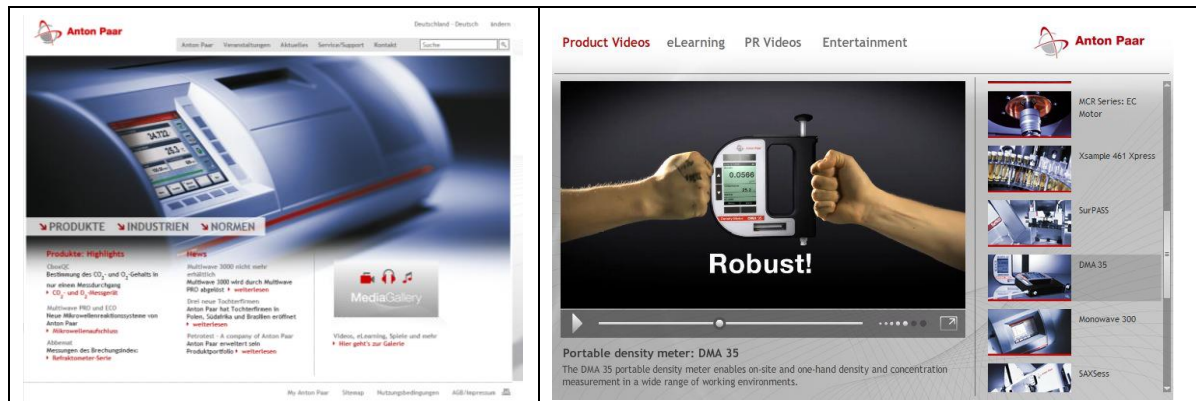 Anton Paar
Deutschland - Deutsch ändern
Anton Paar Veranstaltungen Aktuelles Service/Support Kontakt Suche
34.722
25.3
PRODUKTE INDUSTRIEN NORMEN
Produkte: Highlights
CboxQC
Bestimmung des CO2- und O2-Gehalts in
nur einem Messdurchgang
CO2- und O2-Messgerät
Multiwave PRO und ECO
Neue Mikrowellenreaktionssysteme von
Anton Paar
Mikrowellenaufschluss
Abbemat
Messungen des Brechungsindex:
Refraktometer-Serie
News
Multiwave 3000 nicht mehr
erhältlich
Multiwave 3000 wird durch Multiwave
PRO abgelöst weiterlesen
Drei neue Tochterfirmen
Anton Paar hat Tochterfirmen in
Polen, Südafrika und Brasilien eröffnet
weiterlesen
Petrotest - A company of Anton Paar
Anton Paar erweitert sein
Produktportfolio weiterlesen
MediaGallery
Videos, eLearning, Spiele und mehr
Hier geht's zur Galerie
My Anton Paar Sitemap Nutzungsbedingungen AGB/Impressum
Product Videos eLearning PR Videos Entertainment
Anton Paar
0.0566
Robust!
Portable density meter: DMA 35
The DMA 35 portable density meter enables on-site and one-hand density and concentration
measurement in a wide range of working environments.
MCR Series: EC
Motor
Xsample 461 Xpress
SurPASS
DMA 35
Monowave 300
SAXSess